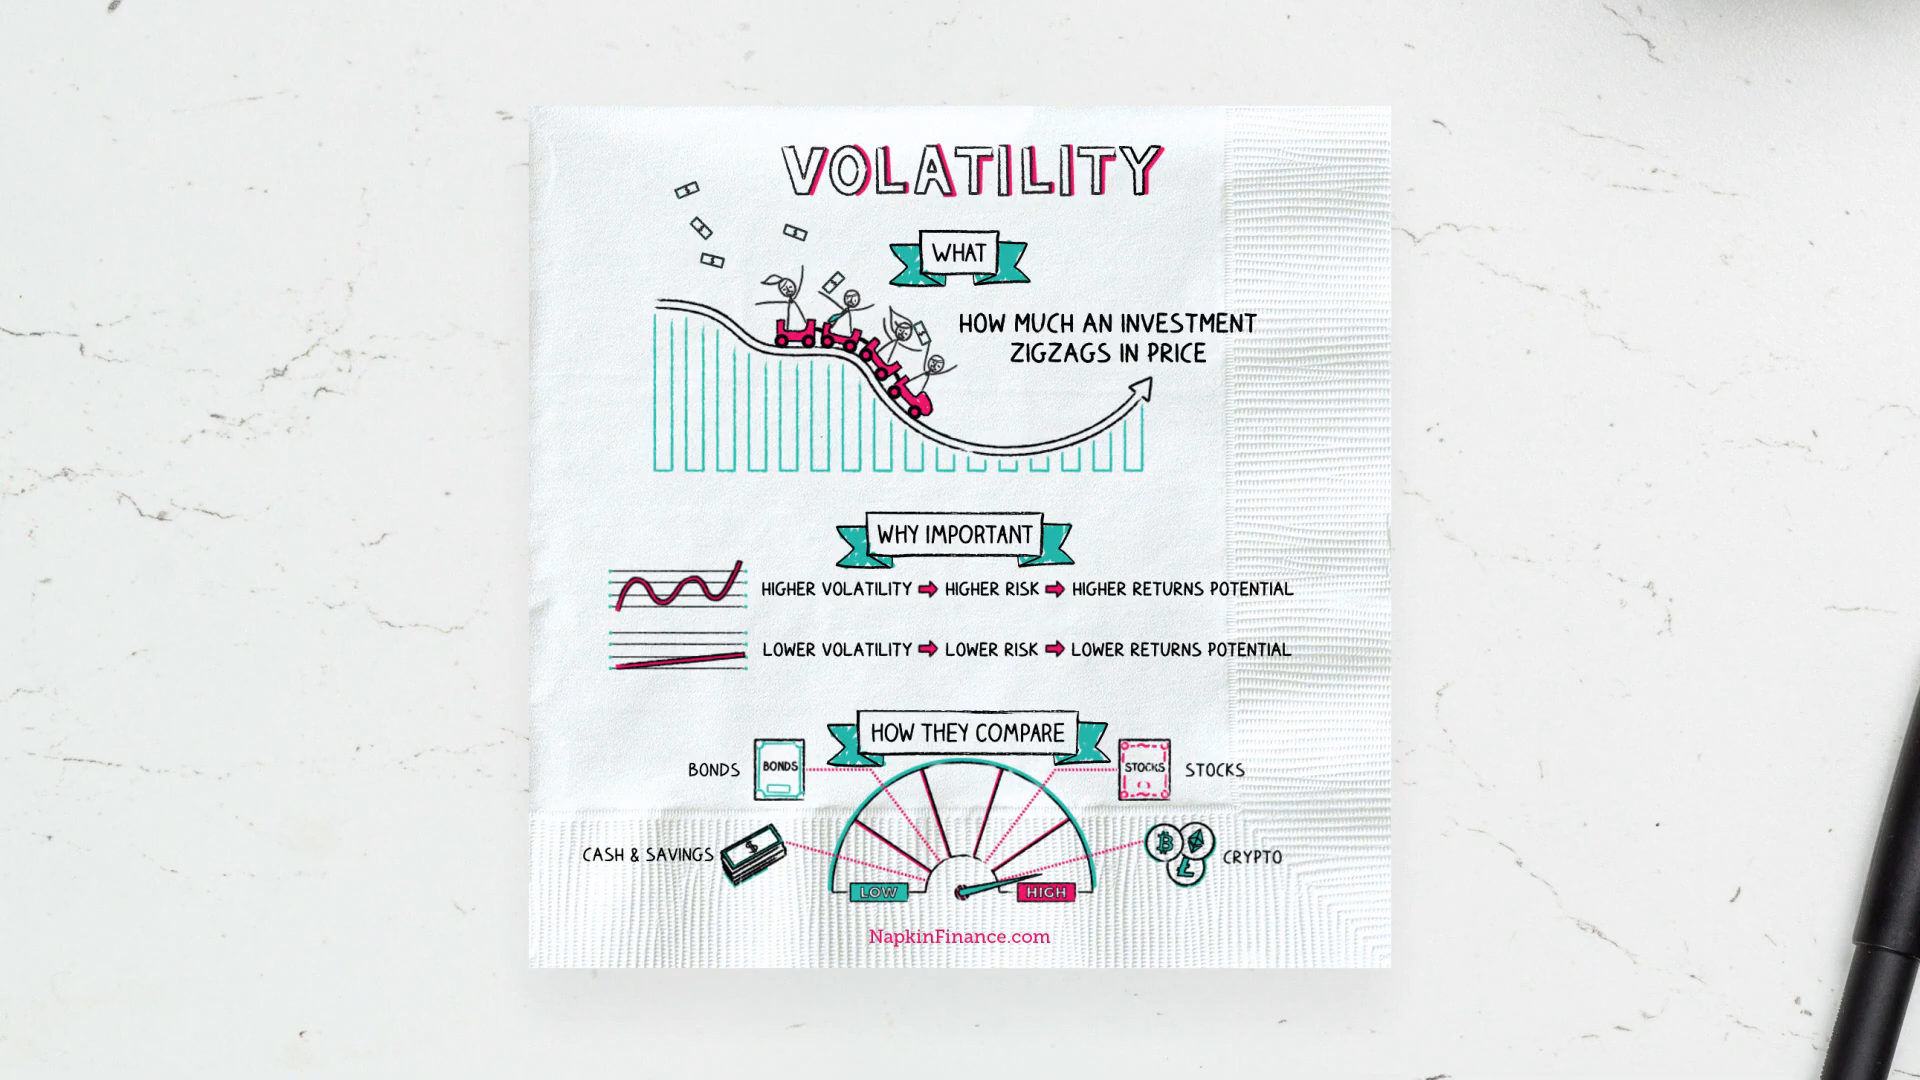 VOLATILITY
WHAT
HOW MUCH AN INVESTMENT
ZIGZAGS IN PRICE
WHY IMPORTANT
HIGHER VOLATILITY ➡ HIGHER RISK ➡ HIGHER RETURNS POTENTIAL
LOWER VOLATILITY ➡ LOWER RISK ➡ LOWER RETURNS POTENTIAL
HOW THEY COMPARE
BONDS
BONDS
STOCKS
STOCKS
CASH & SAVINGS
$
CRYPTO
LOW
HIGH
NapkinFinance.com